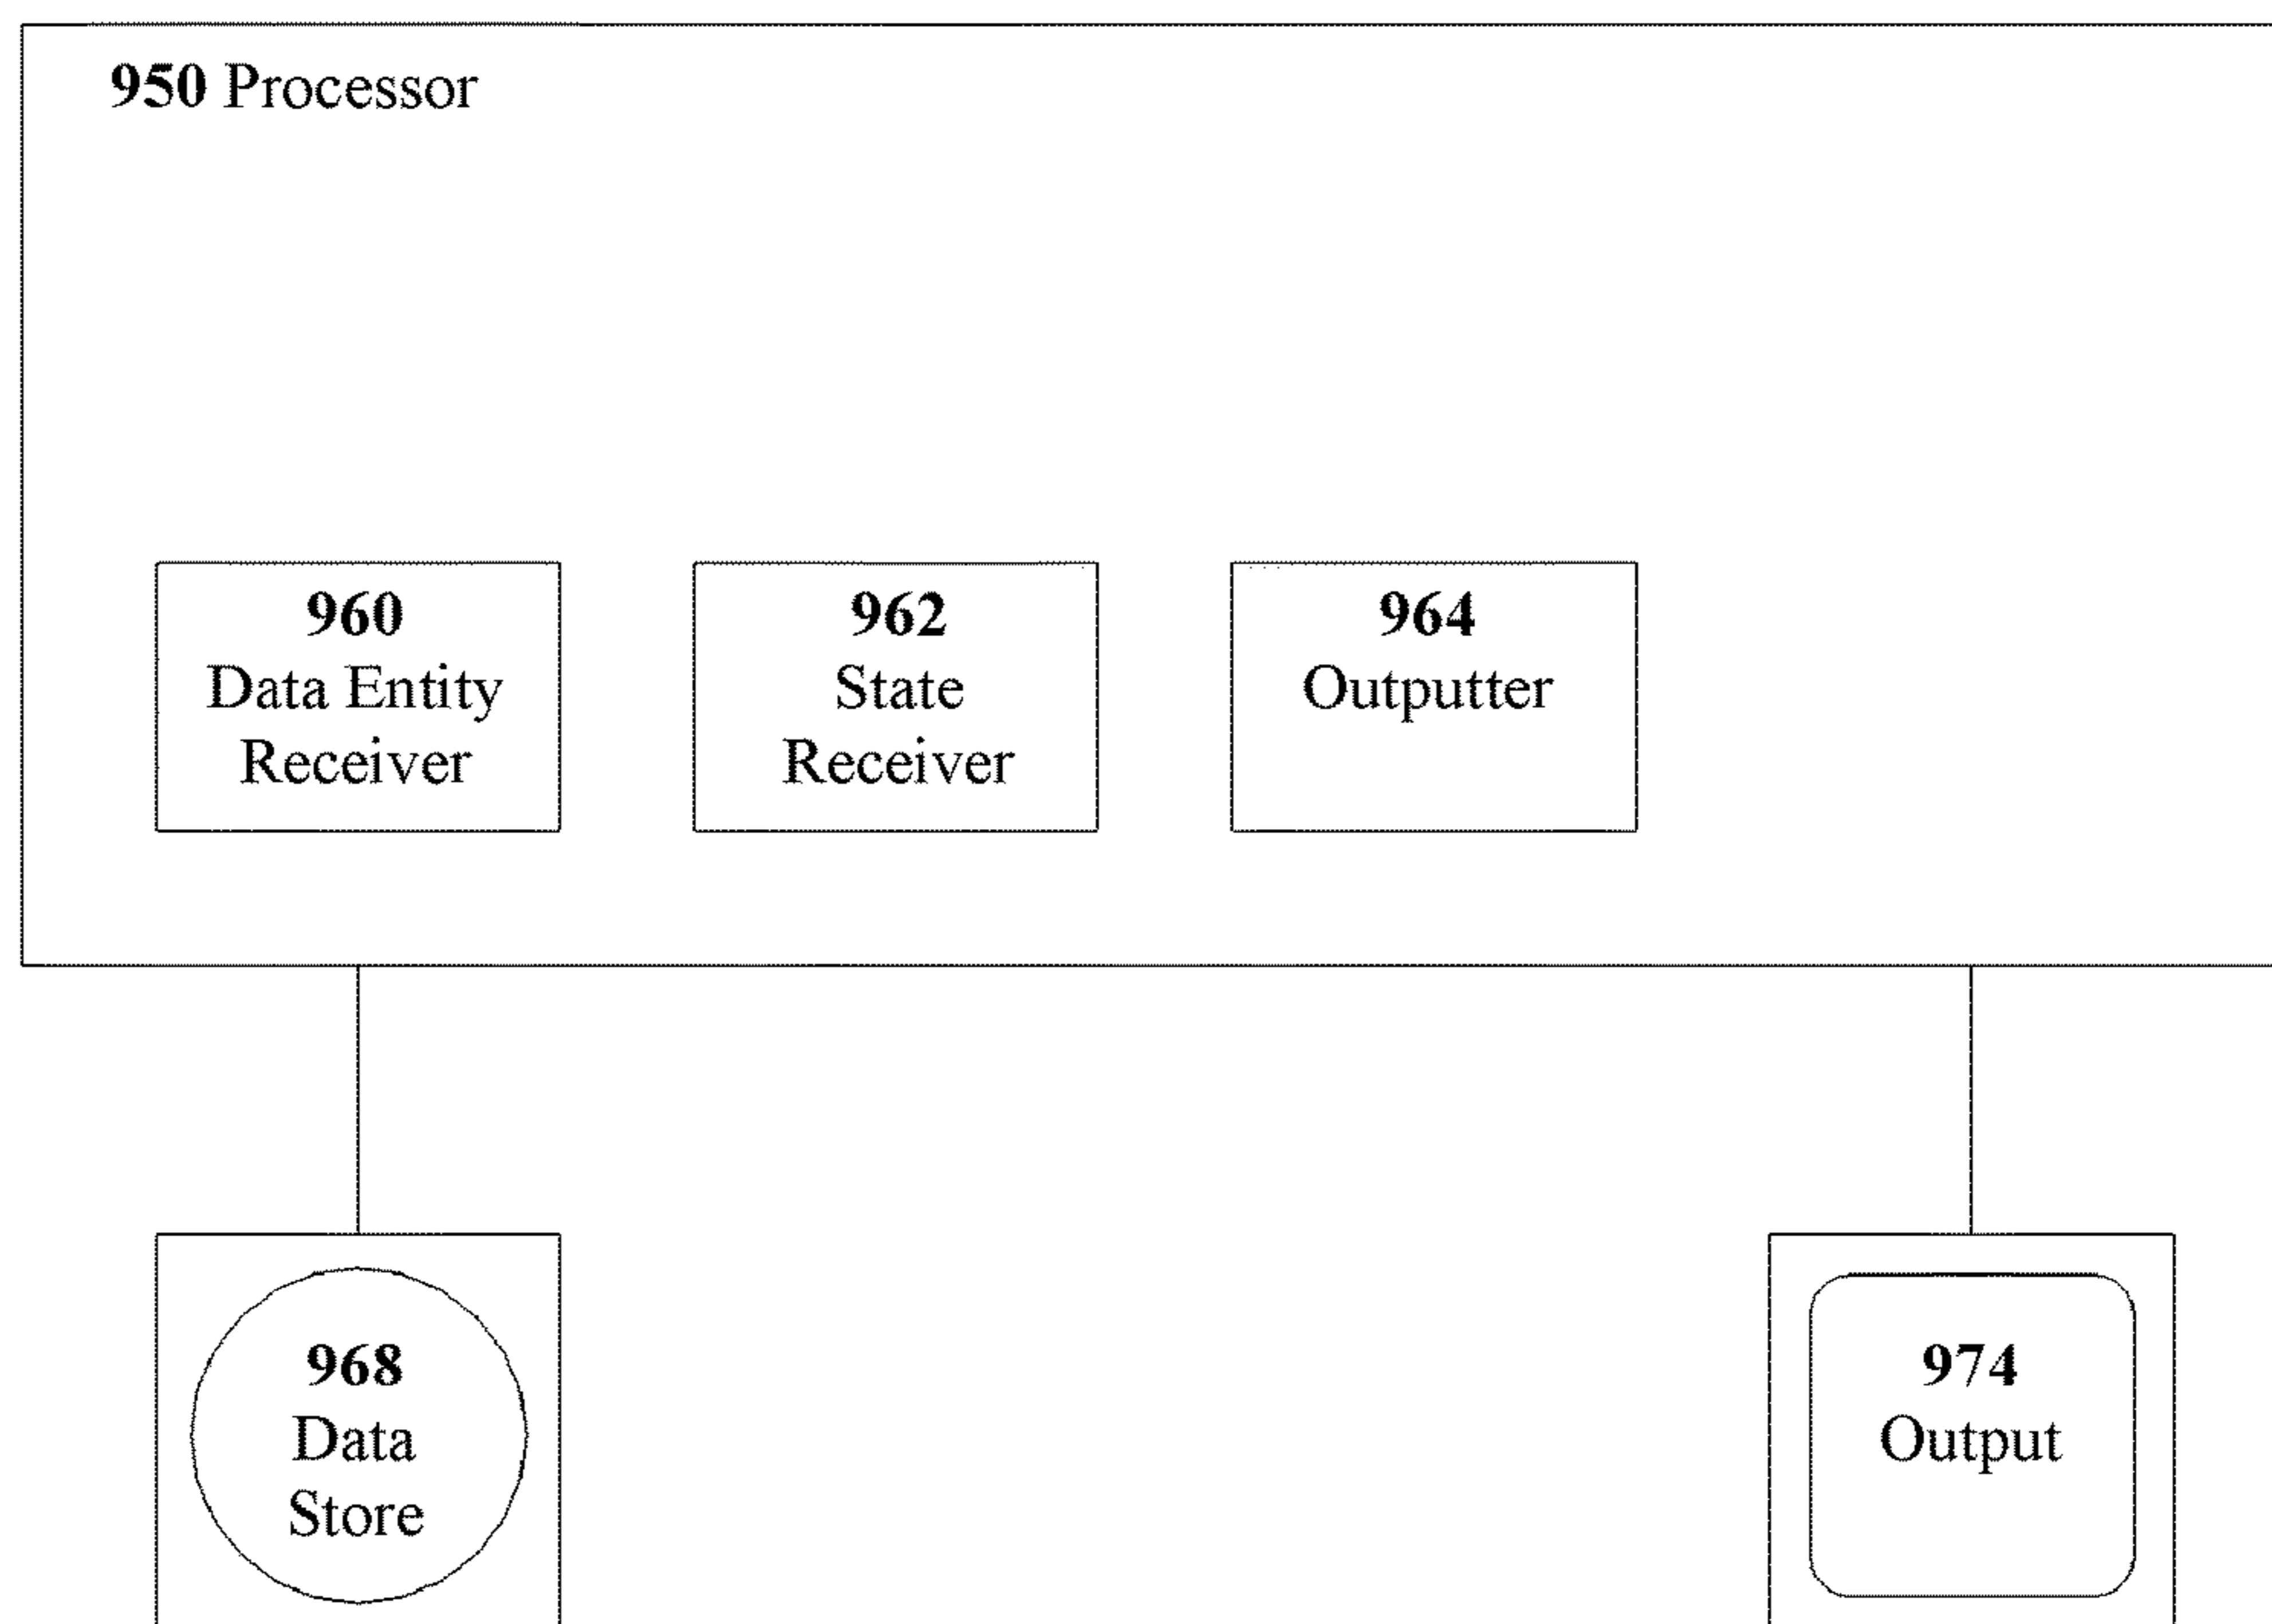 950 Processor
960
Data Entity
Receiver
962
State
Receiver
964
Outputter
968
Data
Store
974
Output